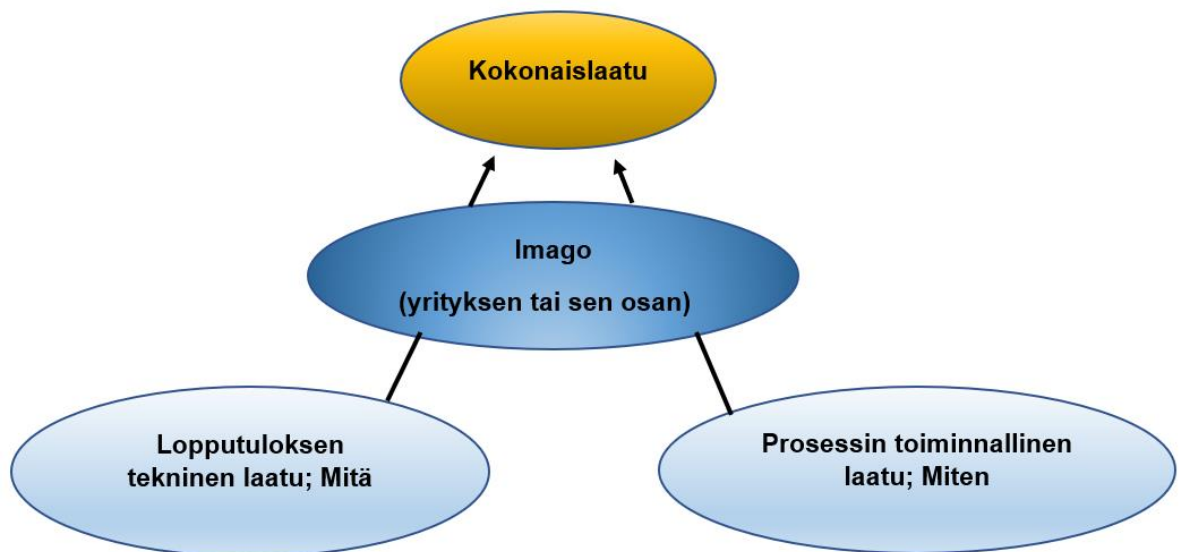 Kokonaislaatu
Imago
(yrityksen tai sen osan)
Lopputuloksen
tekninen laatu; Mitä
Prosessin toiminnallinen
laatu; Miten